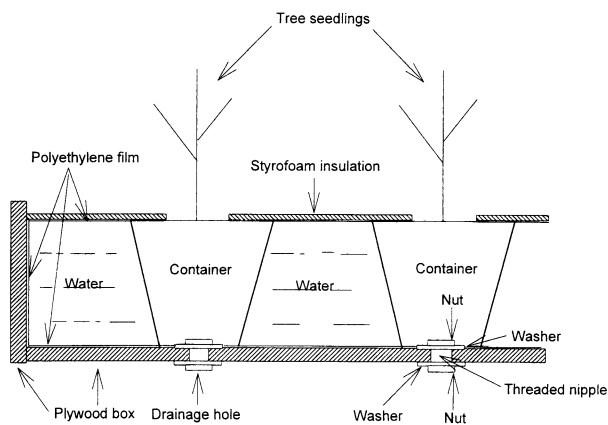 Tree seedlings
Polyethylene film
Styrofoam insulation
Water
Container
Water
Container
Nut
Washer
Threaded nipple
Plywood box
Drainage hole
Washer
Nut